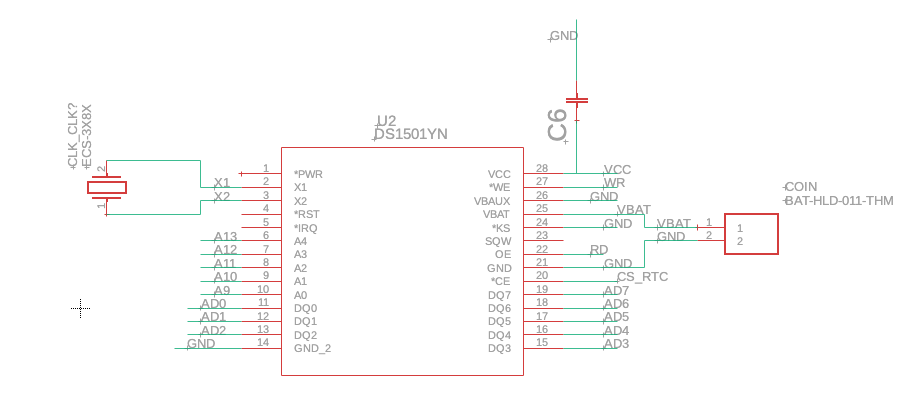 GND
CLK_CLK?
ECS-3X8X
2
1
C6
U2
DS1501YN
1 *PWR VCC 28 VCC
X1 2 X1 *WE 27 WR
X2 3 X2 VBAUX 26 GND
4 *RST VBAT 25 VBAT
5 *IRQ *KS 24 GND
A13 6 A4 SQW 23
A12 7 A3 OE 22 RD
A11 8 A2 GND 21 GND
A10 9 A1 *CE 20 CS_RTC
A9 10 A0 DQ7 19 AD7
AD0 11 DQ0 DQ6 18 AD6
AD1 12 DQ1 DQ5 17 AD5
AD2 13 DQ2 DQ4 16 AD4
GND 14 GND_2 DQ3 15 AD3
COIN
BAT-HLD-011-THM
VBAT 1 1
GND 2 2